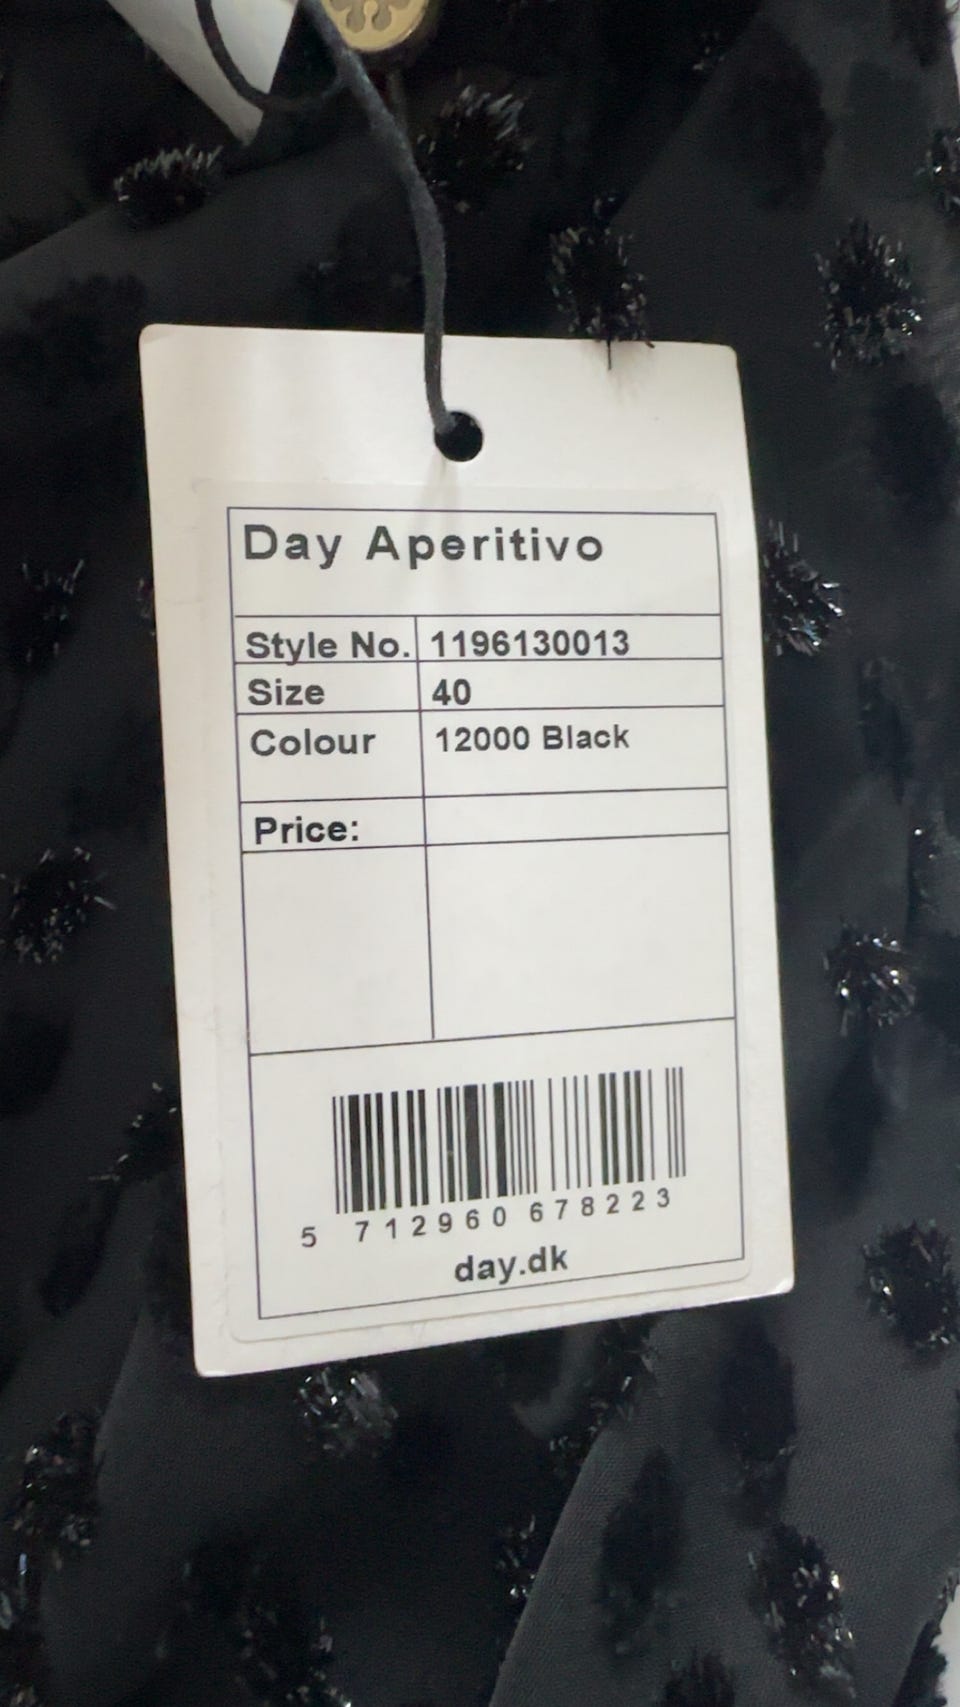 Day Aperitivo
Style No. 1196130013
Size 40
Colour 12000 Black
Price:
5 712960 678223
day.dk